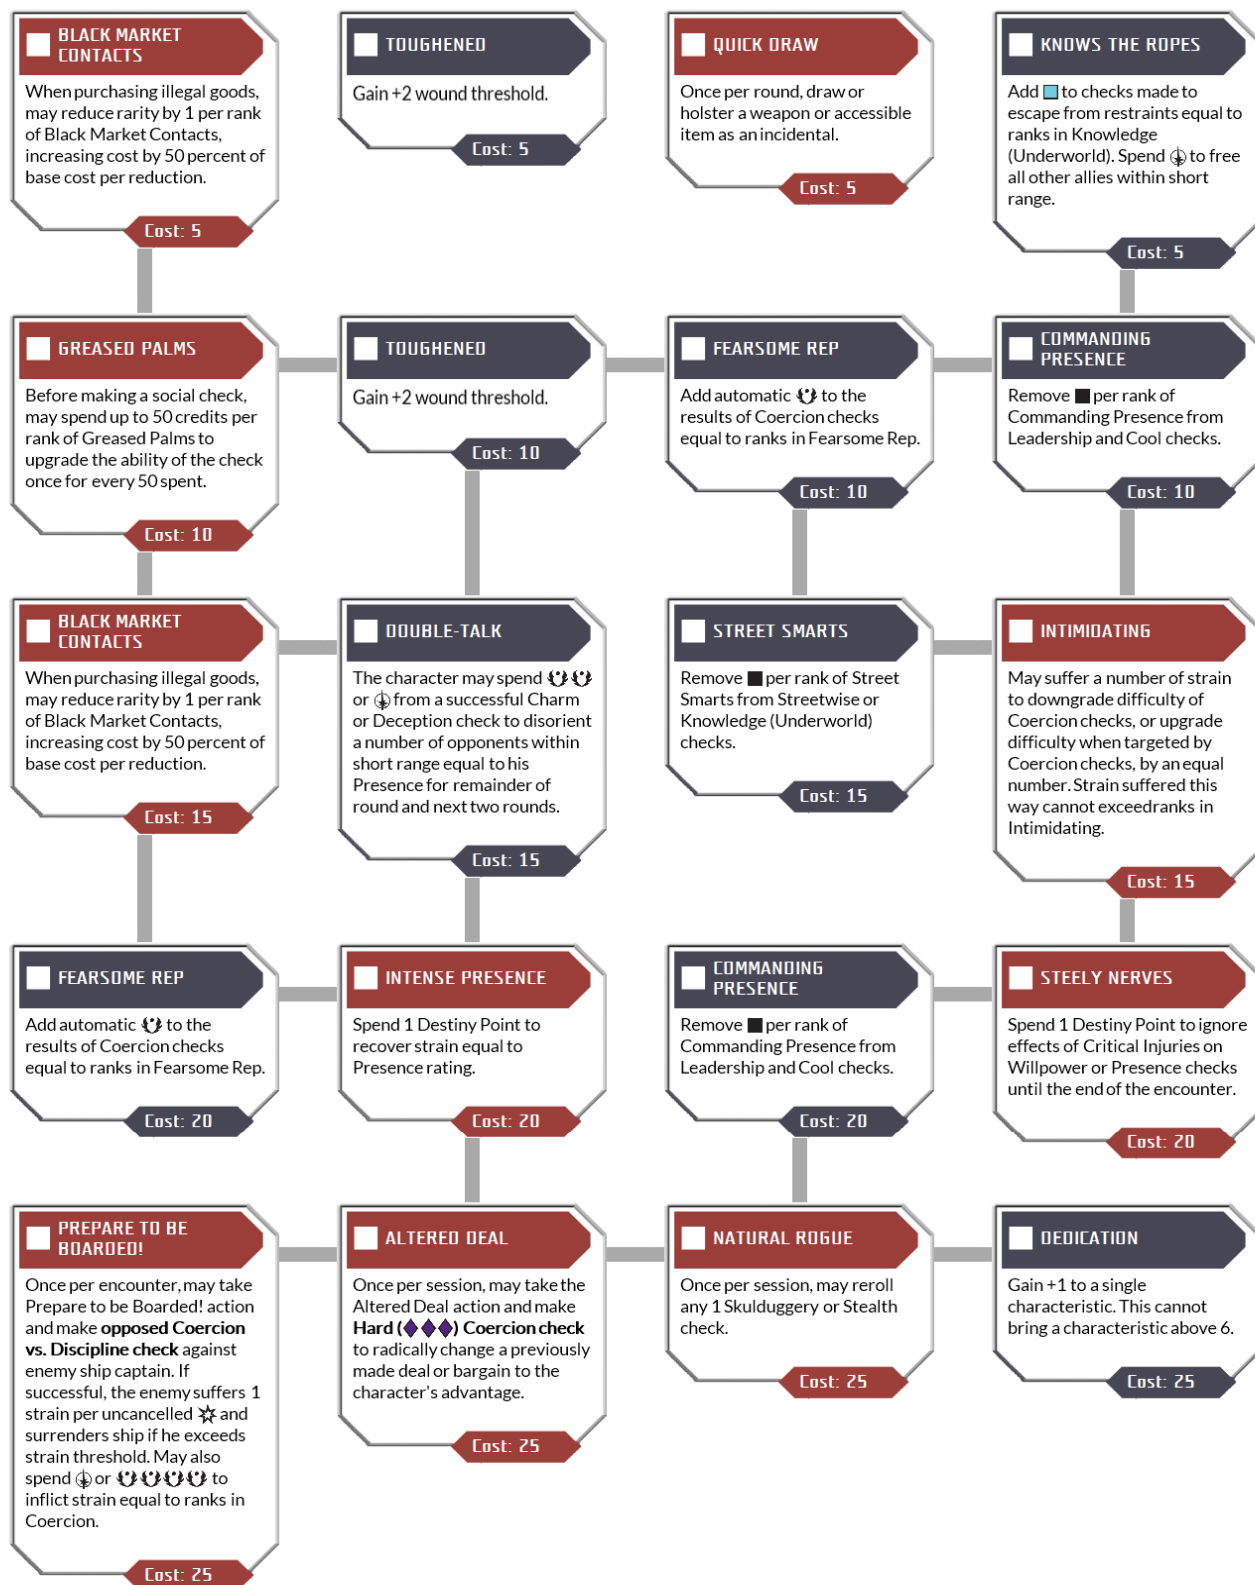 BLACK MARKET
CONTACTS
When purchasing illegal goods,
may reduce rarity by 1 per rank
of Black Market Contacts,
increasing cost by 50 percent of
base cost per reduction.
Cost: 5
TOUGHENED
Gain +2 wound threshold.
Cost: 5
QUICK DRAW
Once per round, draw or
holster a weapon or accessible
item as an incidental.
Cost: 5
KNOWS THE ROPES
Add to checks made to
escape from restraints equal to
ranks in Knowledge
(Underworld). Spend to free
all other allies within short
range.
Cost: 5
GREASED PALMS
Before making a social check,
may spend up to 50 credits per
rank of Greased Palms to
upgrade the ability of the check
once for every 50 spent.
Cost: 10
TOUGHENED
Gain +2 wound threshold.
Cost: 10
FEARSOME REP
Add automatic to the
results of Coercion checks
equal to ranks in Fearsome Rep.
Cost: 10
COMMANDING
PRESENCE
Remove per rank of
Commanding Presence from
Leadership and Cool checks.
Cost: 10
BLACK MARKET
CONTACTS
When purchasing illegal goods,
may reduce rarity by 1 per rank
of Black Market Contacts,
increasing cost by 50 percent of
base cost per reduction.
Cost: 15
DOUBLE-TALK
The character may spend
or from a successful Charm
or Deception check to disorient
a number of opponents within
short range equal to his
Presence for remainder of
round and next two rounds.
Cost: 15
STREET SMARTS
Remove per rank of Street
Smarts from Streetwise or
Knowledge (Underworld)
checks.
Cost: 15
INTIMIDATING
May suffer a number of strain
to downgrade difficulty of
Coercion checks, or upgrade
difficulty when targeted by
Coercion checks, by an equal
number. Strain suffered this
way cannot exceedranks in
Intimidating.
Cost: 15
FEARSOME REP
Add automatic to the
results of Coercion checks
equal to ranks in Fearsome Rep.
Cost: 20
INTENSE PRESENCE
Spend 1 Destiny Point to
recover strain equal to
Presence rating.
Cost: 20
COMMANDING
PRESENCE
Remove per rank of
Commanding Presence from
Leadership and Cool checks.
Cost: 20
STEELY NERVES
Spend 1 Destiny Point to ignore
effects of Critical Injuries on
Willpower or Presence checks
until the end of the encounter.
Cost: 20
PREPARE TO BE
BOARDED!
Once per encounter, may take
Prepare to be Boarded! action
and make opposed Coercion
vs. Discipline check against
enemy ship captain. If
successful, the enemy suffers 1
strain per uncancelled and
surrenders ship if he exceeds
strain threshold. May also
spend or to
inflict strain equal to ranks in
Coercion.
Cost: 25
ALTERED DEAL
Once per session, may take the
Altered Deal action and make
Hard (♦♦♦) Coercion check
to radically change a previously
made deal or bargain to the
character's advantage.
Cost: 25
NATURAL ROGUE
Once per session, may reroll
any 1 Skulduggery or Stealth
check.
Cost: 25
DEDICATION
Gain +1 to a single
characteristic. This cannot
bring a characteristic above 6.
Cost: 25